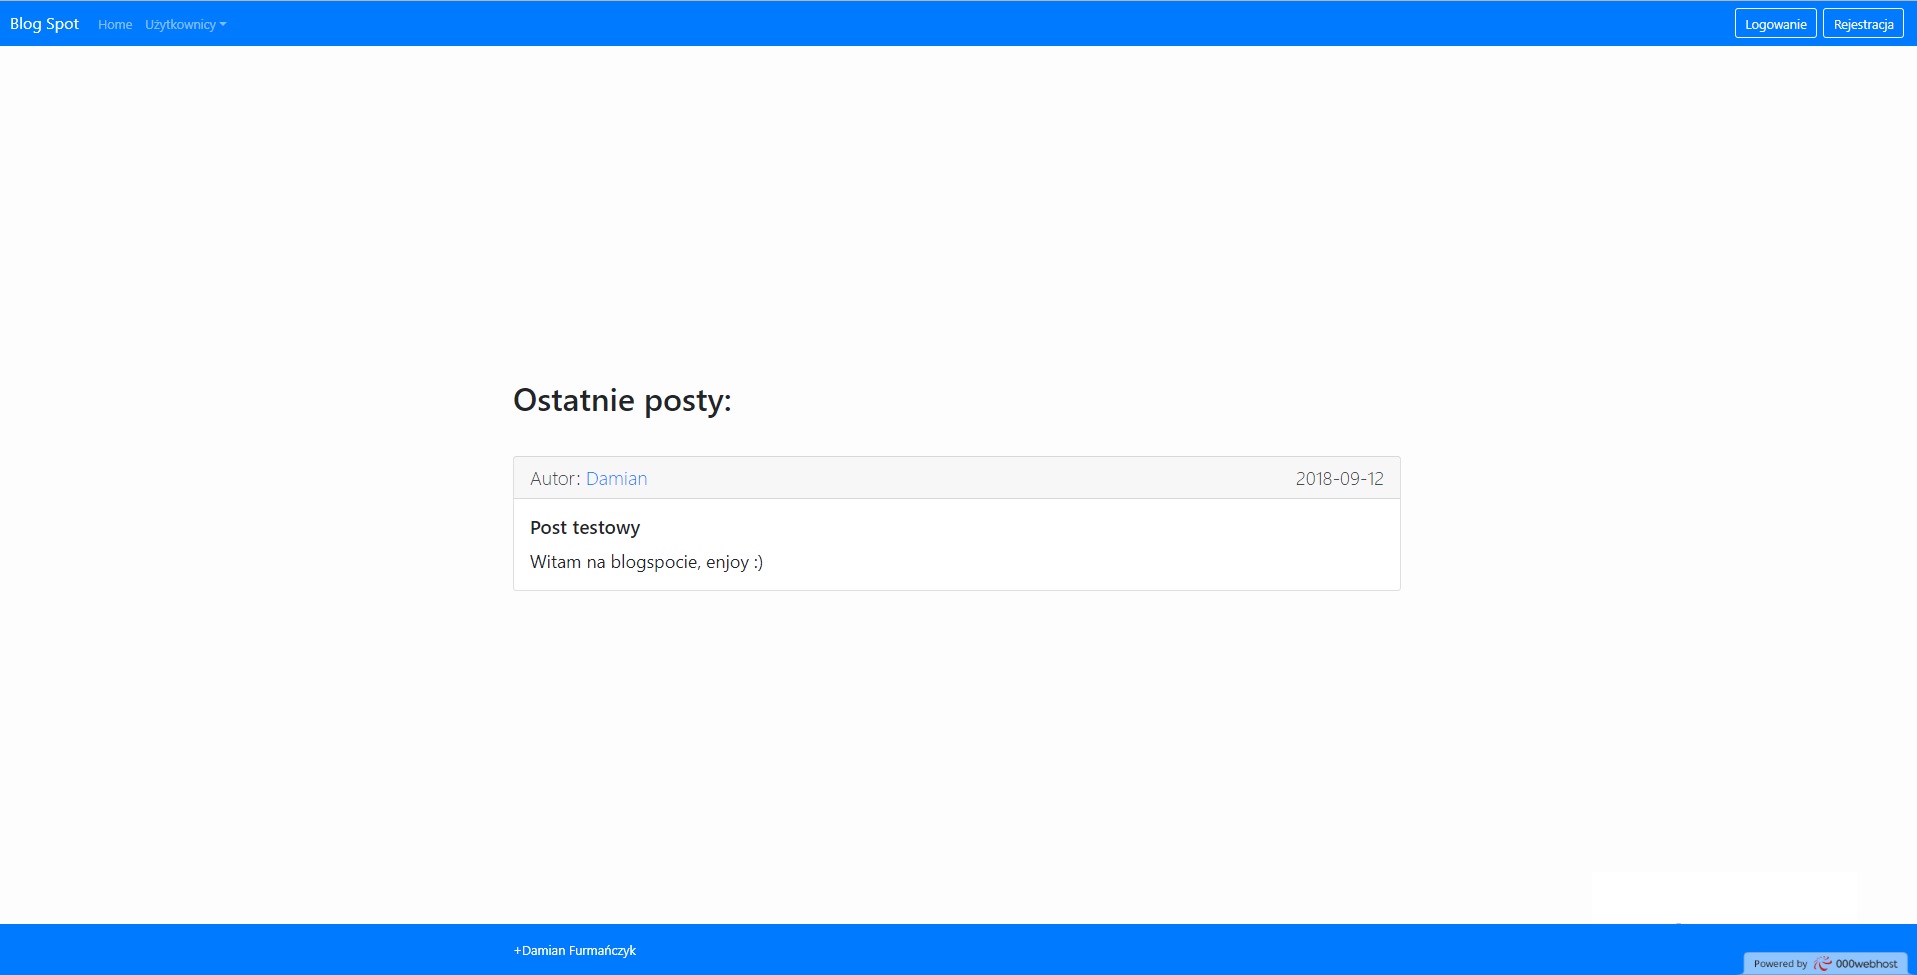 Blog Spot Home Użytkownicy Logowanie Rejestracja
Ostatnie posty:
Autor: Damian 2018-09-12
Post testowy
Witam na blogspocie, enjoy :)
+Damian Furmańczyk
Powered by 000webhost